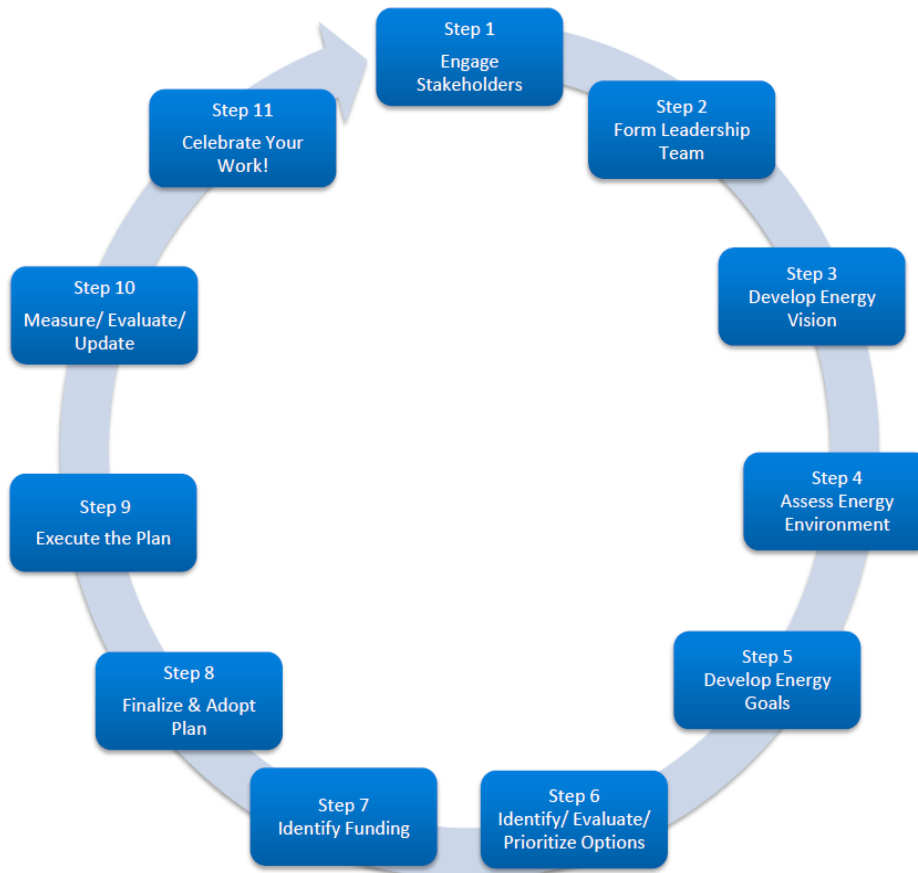 Step 1
Engage
Stakeholders
Step 2
Form Leadership
Team
Step 3
Develop Energy
Vision
Step 4
Assess Energy
Environment
Step 5
Develop Energy
Goals
Step 6
Identify/ Evaluate/
Prioritize Options
Step 7
Identify Funding
Step 8
Finalize & Adopt
Plan
Step 9
Execute the Plan
Step 10
Measure/ Evaluate/
Update
Step 11
Celebrate Your
Work!